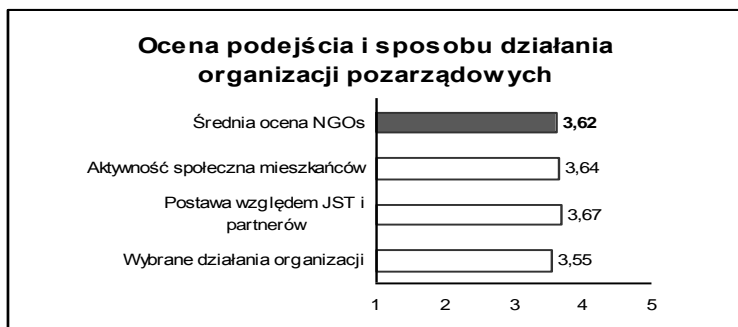 Ocena podejścia i sposobu działania
organizacji pozarządowych
Średnia ocena NGOs
3,62
Aktywność społeczna mieszkańców
3,64
Postawa względem JST i
partnerów
3,67
Wybrane działania organizacji
3,55
1 2 3 4 5